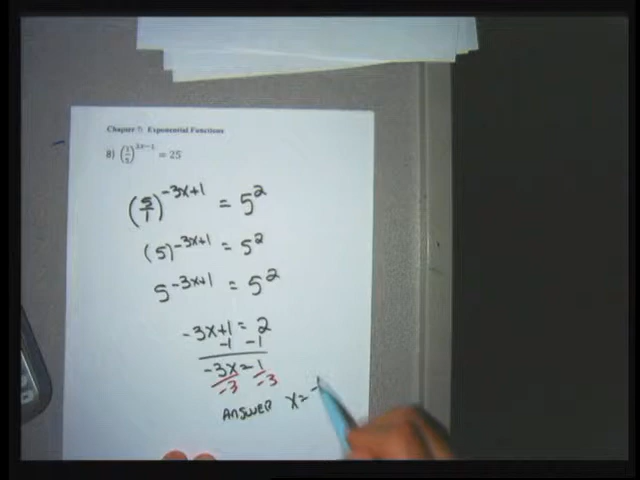 Chapter 7: Exponential Functions
8) (1/5)^3x-1 = 25
(5/1)^-3x+1 = 5^2
(5)^-3x+1 = 5^2
5^-3x+1 = 5^2
-3x+1 = 2
-1 -1
-3x = 1
-3 -3
Answer x = -